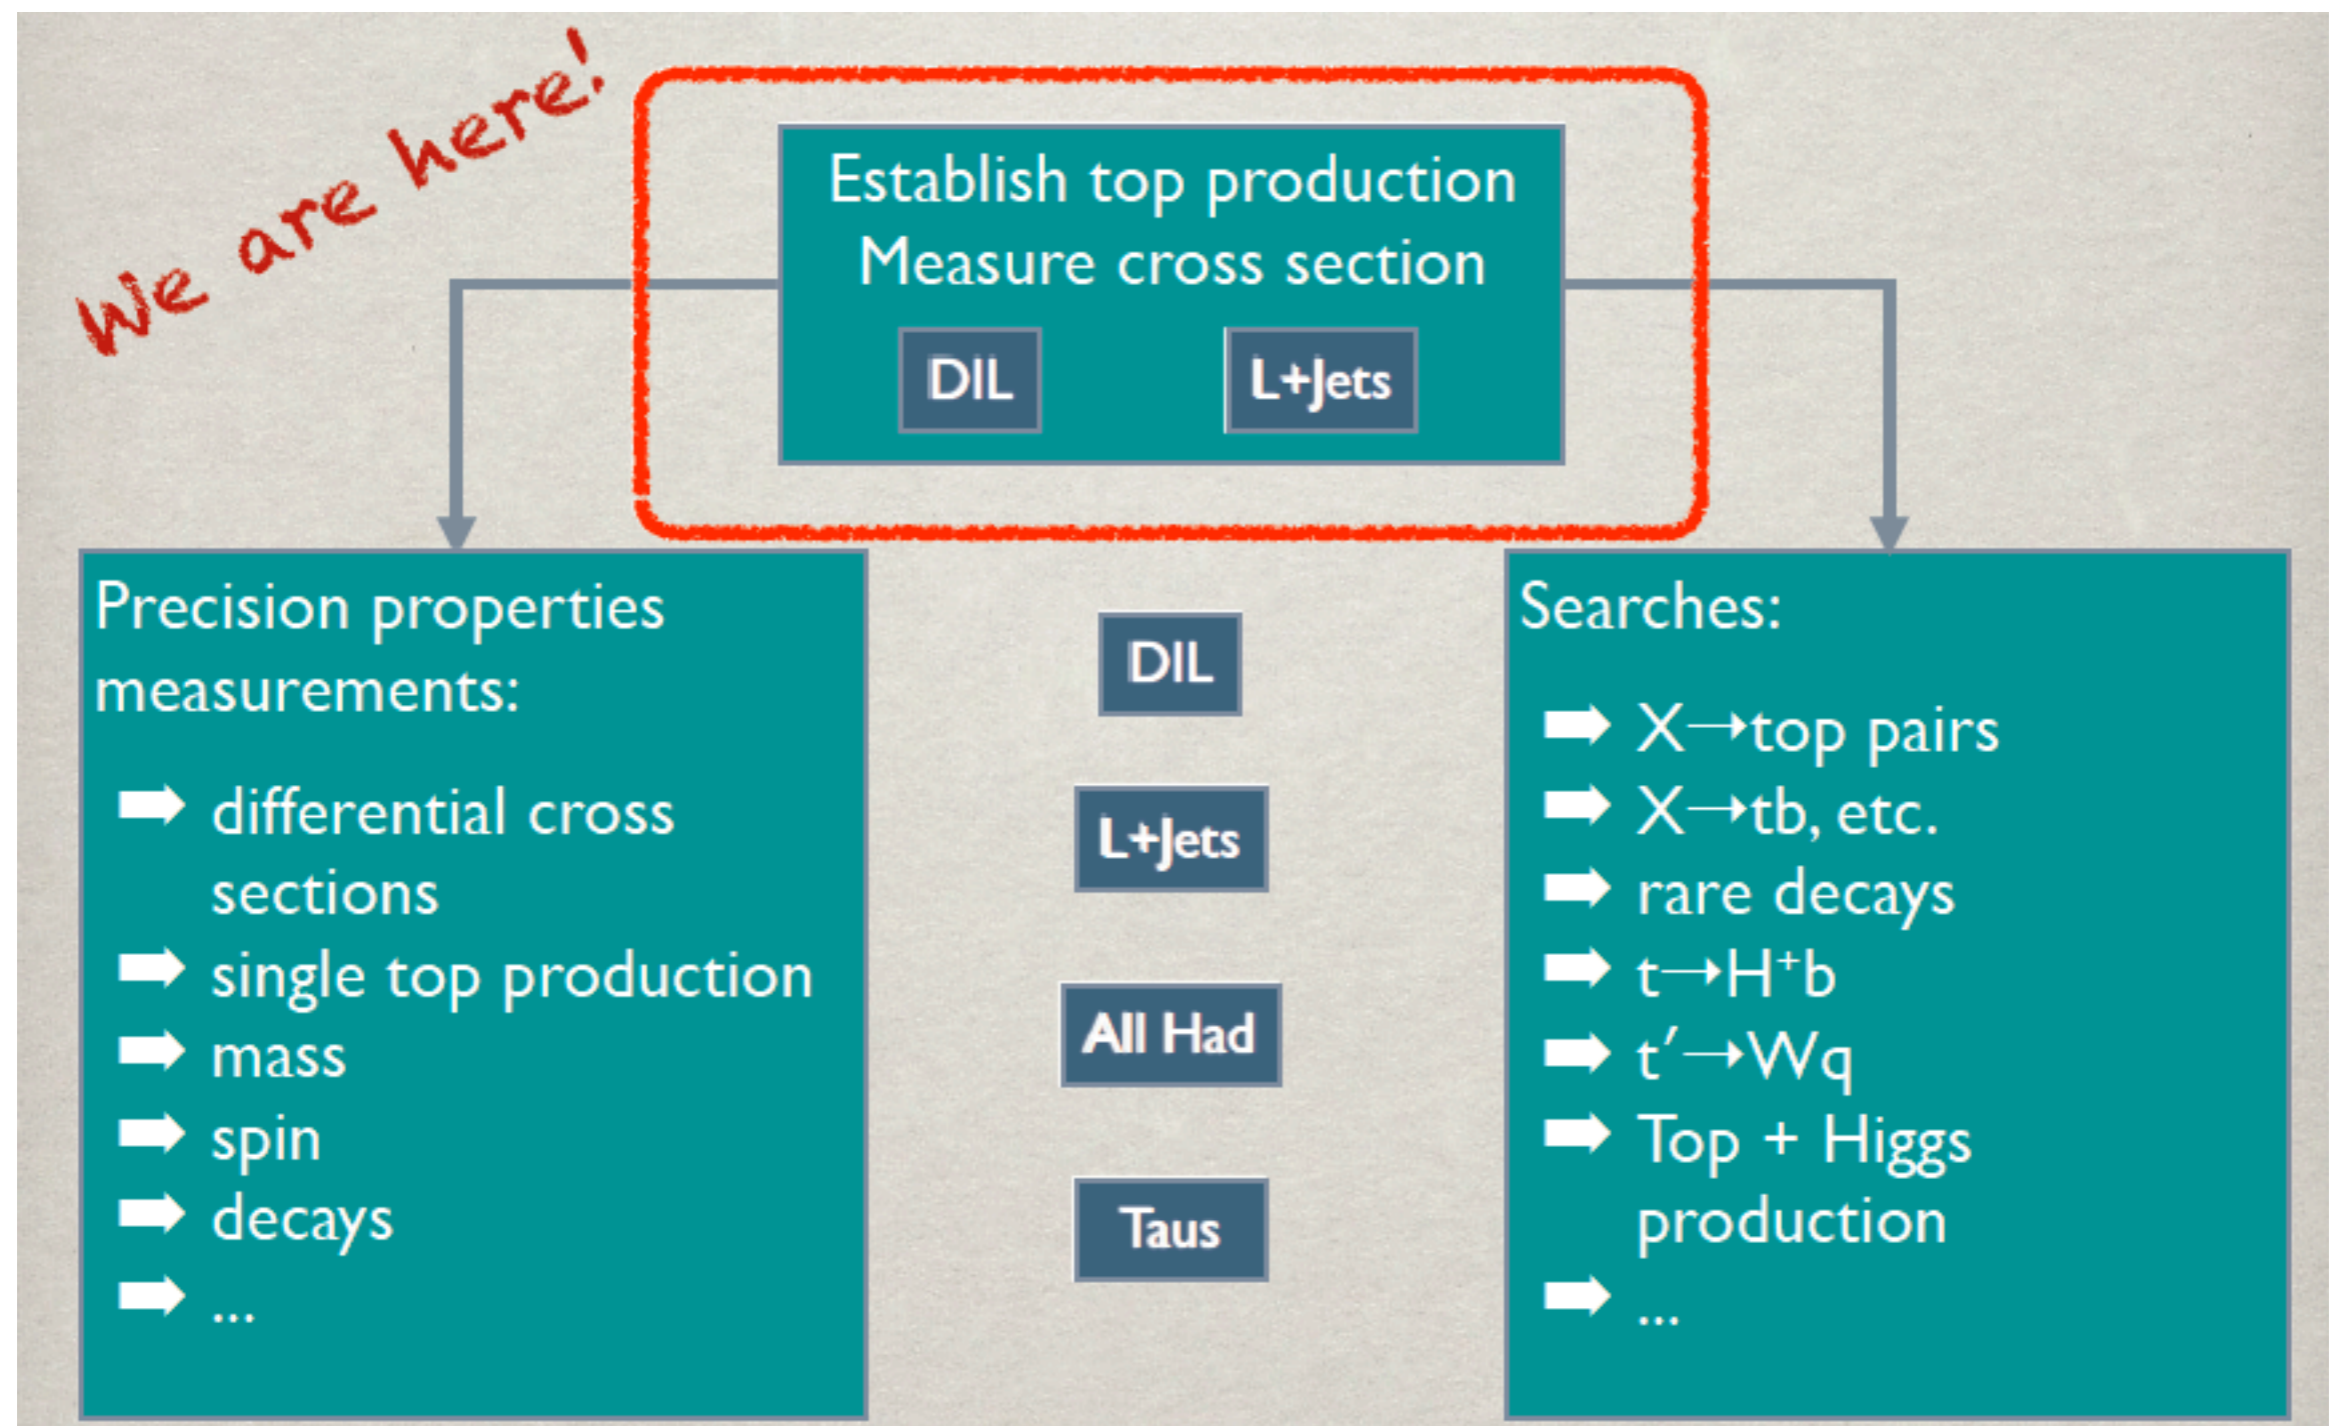 We are here!
Establish top production
Measure cross section
DIL
L+Jets
Precision properties
measurements:
differential cross
sections
single top production
mass
spin
decays
...
DIL
L+Jets
All Had
Taus
Searches:
X→top pairs
X→tb, etc.
rare decays
t→H⁺b
t′→Wq
Top + Higgs
production
...